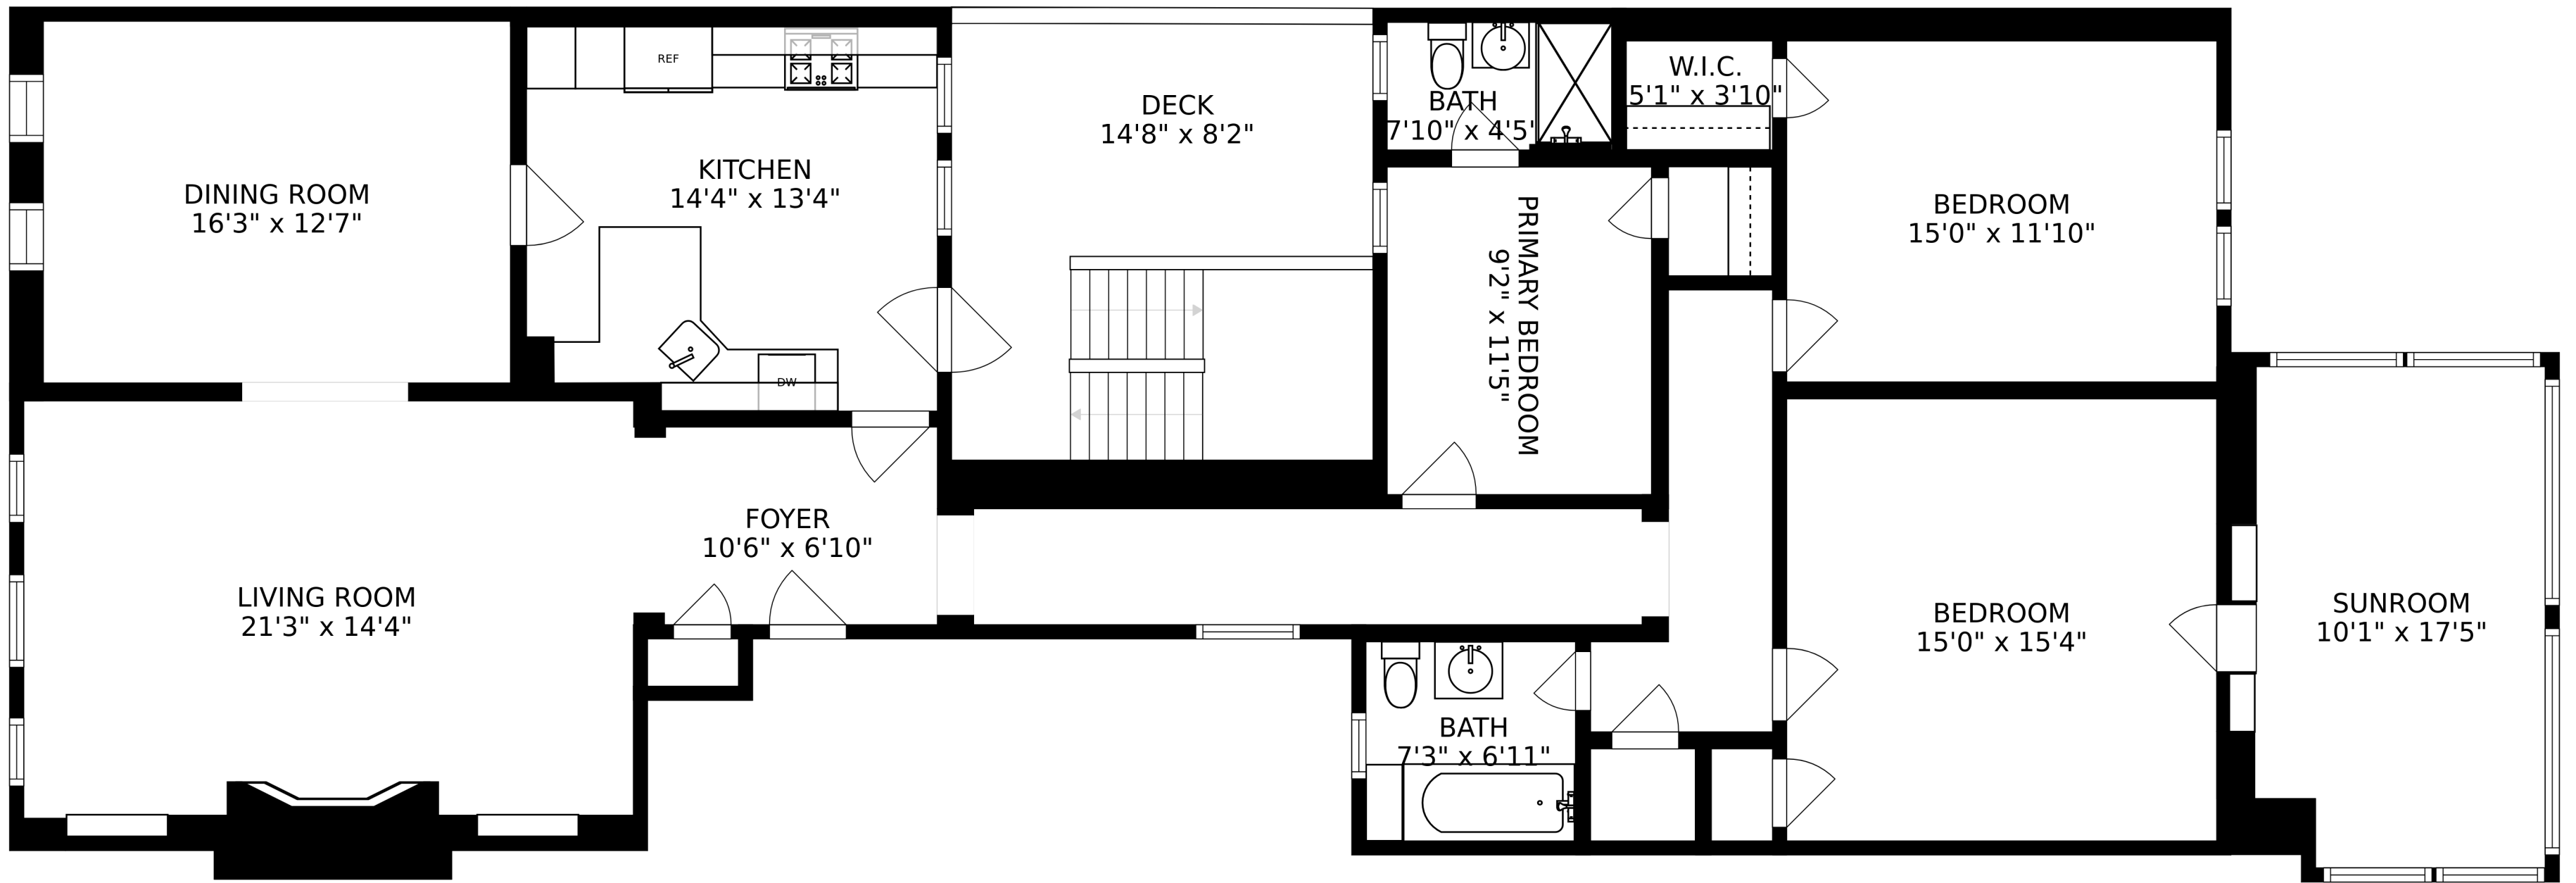 REF
W.I.C.
5'1" x 3'10"
BATH
7'10" x 4'5'
DECK
14'8" x 8'2"
KITCHEN
14'4" x 13'4"
DINING ROOM
16'3" x 12'7"
BEDROOM
15'0" x 11'10"
PRIMARY BEDROOM
9'2" x 11'5"
DW
FOYER
10'6" x 6'10"
LIVING ROOM
21'3" x 14'4"
BEDROOM
15'0" x 15'4"
SUNROOM
10'1" x 17'5"
BATH
7'3" x 6'11"